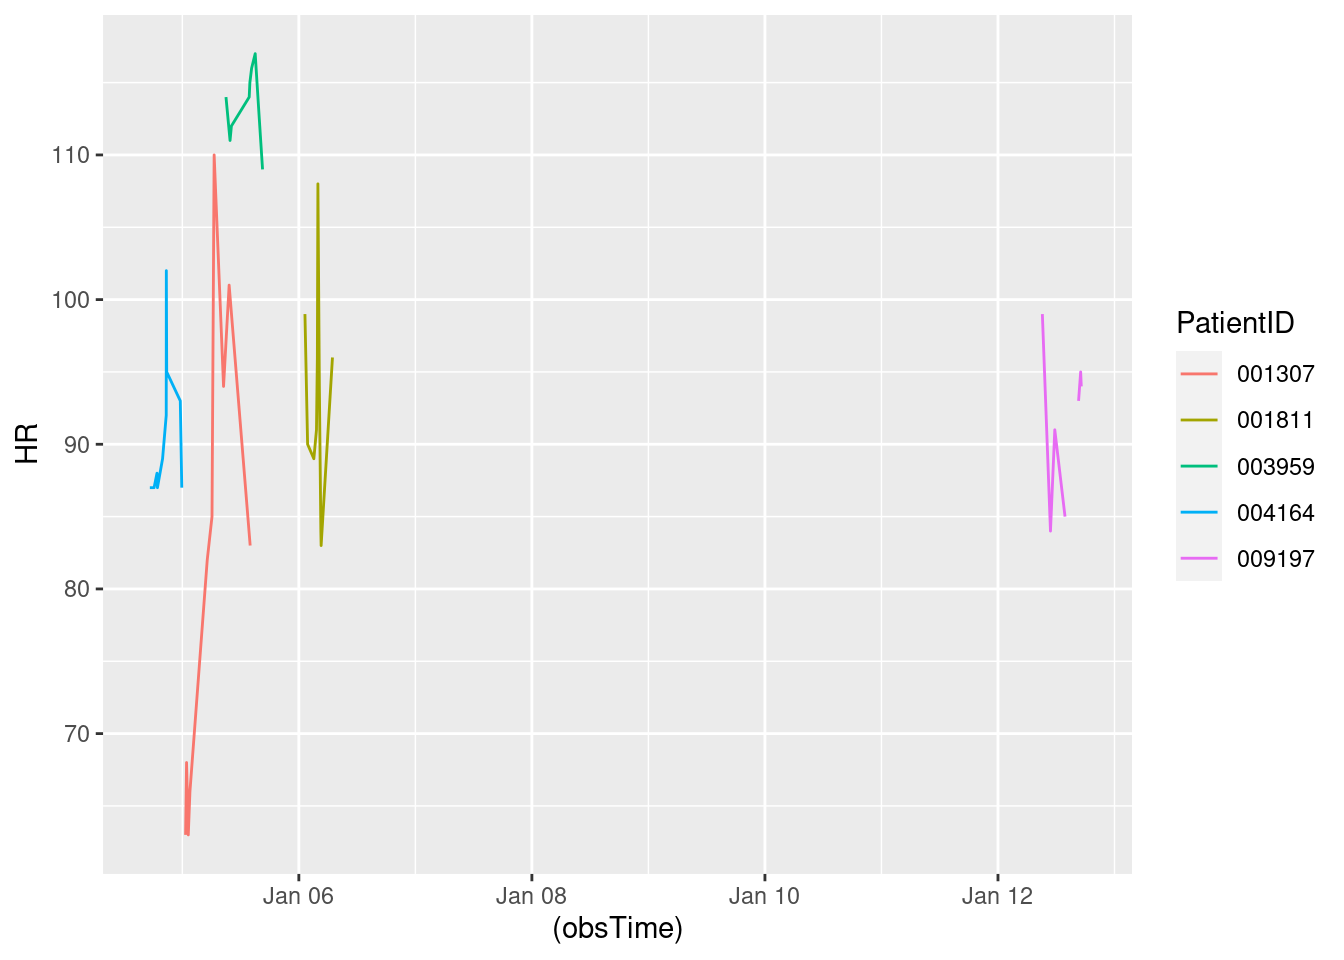 110
100
90
80
70
HR
Jan 06
Jan 08
Jan 10
Jan 12
(obsTime)
PatientID
001307
001811
003959
004164
009197